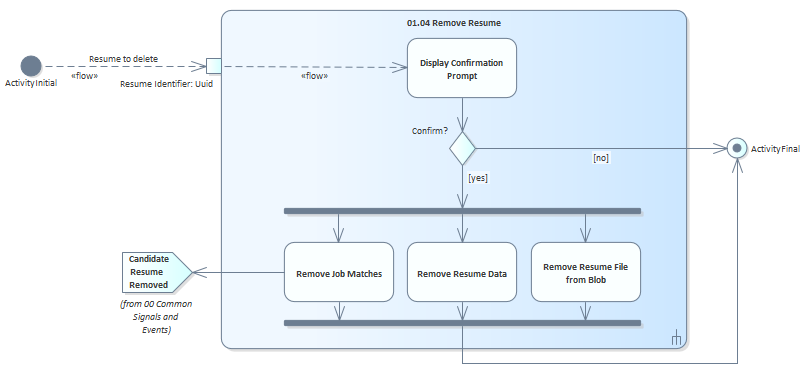 01.04 Remove Resume
Resume to delete
«flow»
ActivityInitial
Resume Identifier: Uuid
«flow»
Display Confirmation
Prompt
Confirm?
[no]
ActivityFinal
[yes]
Candidate
Resume
Removed
(from 00 Common
Signals and
Events)
Remove Job Matches
Remove Resume Data
Remove Resume File
from Blob